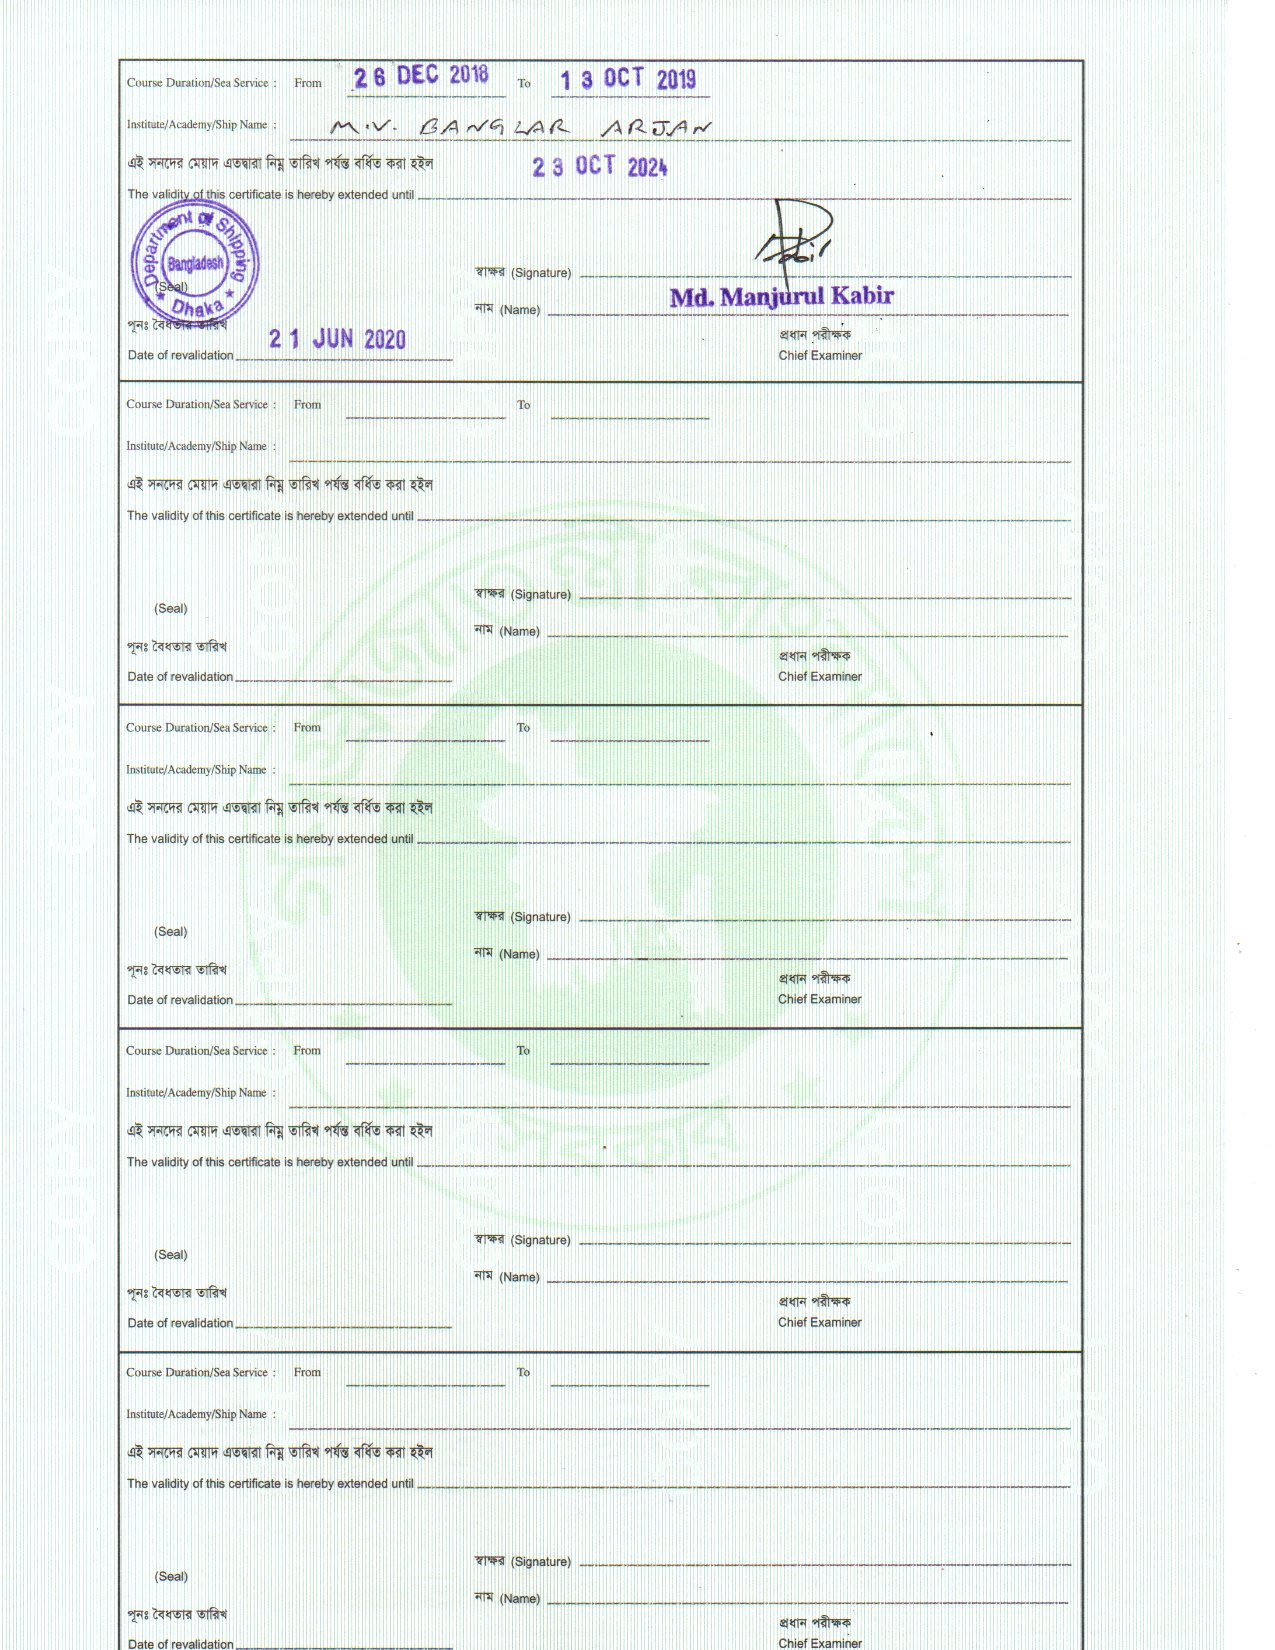 Course Duration/Sea Service : From 26 DEC 2018 To 13 OCT 2019
Institute/Academy/Ship Name : M.V. BANGLAR ARJAN
এই সনদের মেয়াদ এতদ্বারা নিম্ন তারিখ পর্যন্ত বর্ধিত করা হইল
23 OCT 2024
The validity of this certificate is hereby extended until
Department of Shipping
Bangladesh
Dhaka
(Seal)
স্বাক্ষর (Signature)
নাম (Name) Md. Manjurul Kabir
পূনঃ বৈধতার তারিখ
প্রধান পরীক্ষক
Date of revalidation 21 JUN 2020
Chief Examiner
Course Duration/Sea Service : From To
Institute/Academy/Ship Name :
এই সনদের মেয়াদ এতদ্বারা নিম্ন তারিখ পর্যন্ত বর্ধিত করা হইল
The validity of this certificate is hereby extended until
স্বাক্ষর (Signature)
(Seal)
নাম (Name)
পূনঃ বৈধতার তারিখ
প্রধান পরীক্ষক
Date of revalidation
Chief Examiner
Course Duration/Sea Service : From To
Institute/Academy/Ship Name :
এই সনদের মেয়াদ এতদ্বারা নিম্ন তারিখ পর্যন্ত বর্ধিত করা হইল
The validity of this certificate is hereby extended until
স্বাক্ষর (Signature)
(Seal)
নাম (Name)
পূনঃ বৈধতার তারিখ
প্রধান পরীক্ষক
Date of revalidation
Chief Examiner
Course Duration/Sea Service : From To
Institute/Academy/Ship Name :
এই সনদের মেয়াদ এতদ্বারা নিম্ন তারিখ পর্যন্ত বর্ধিত করা হইল
The validity of this certificate is hereby extended until
স্বাক্ষর (Signature)
(Seal)
নাম (Name)
পূনঃ বৈধতার তারিখ
প্রধান পরীক্ষক
Date of revalidation
Chief Examiner
Course Duration/Sea Service : From To
Institute/Academy/Ship Name :
এই সনদের মেয়াদ এতদ্বারা নিম্ন তারিখ পর্যন্ত বর্ধিত করা হইল
The validity of this certificate is hereby extended until
স্বাক্ষর (Signature)
(Seal)
নাম (Name)
পূনঃ বৈধতার তারিখ
প্রধান পরীক্ষক
Date of revalidation
Chief Examiner